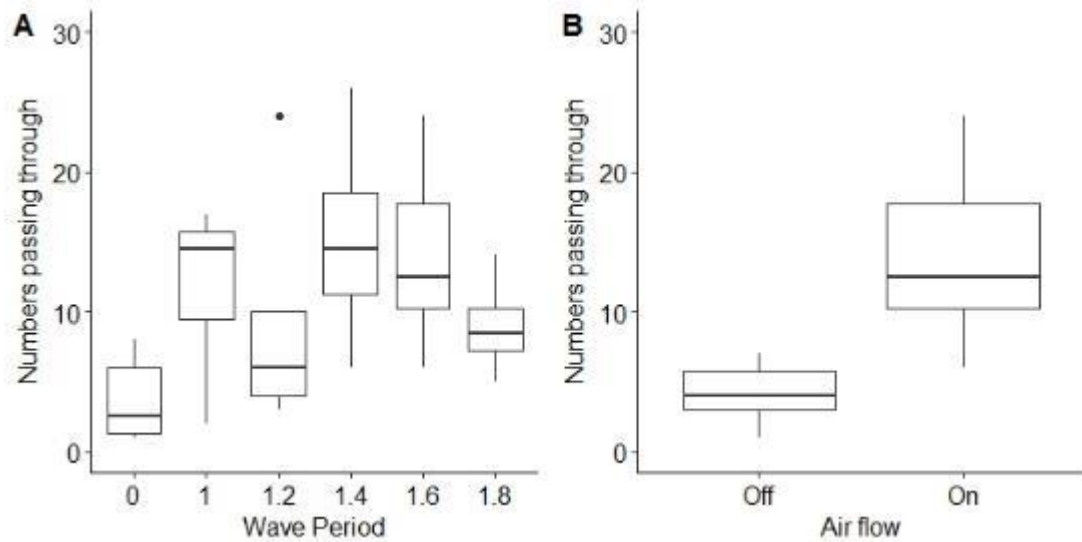 A
Numbers passing through
30
20
10
0
0 1 1.2 1.4 1.6 1.8
Wave Period
B
Numbers passing through
30
20
10
0
Off On
Air flow